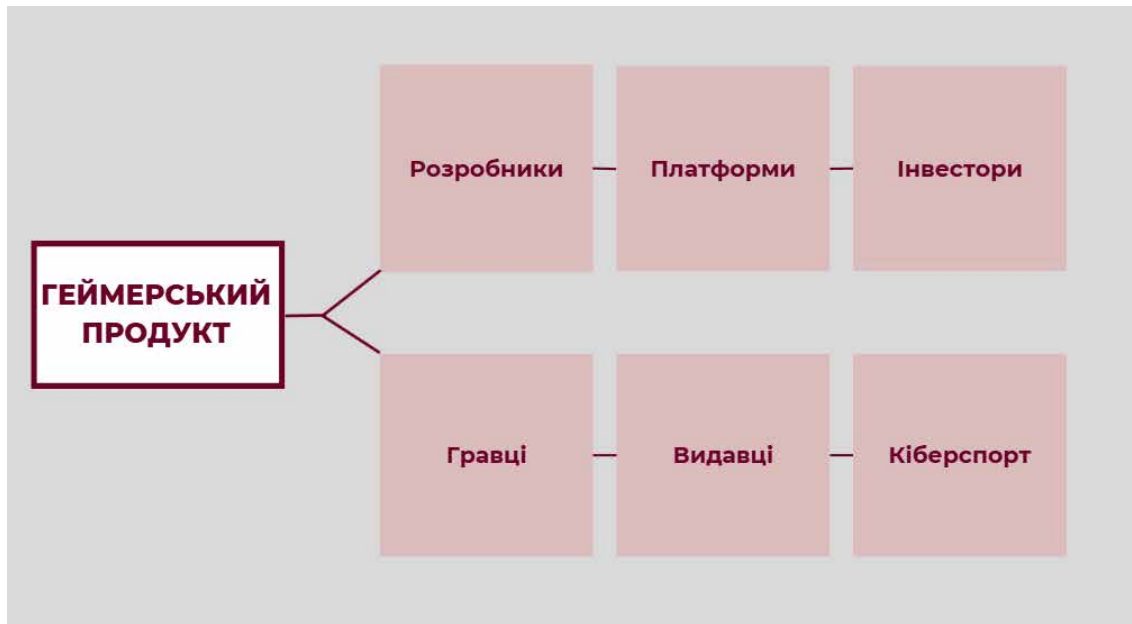 ГЕЙМЕРСЬКИЙ
ПРОДУКТ
Розробники
Платформи
Інвестори
Гравці
Видавці
Кіберспорт